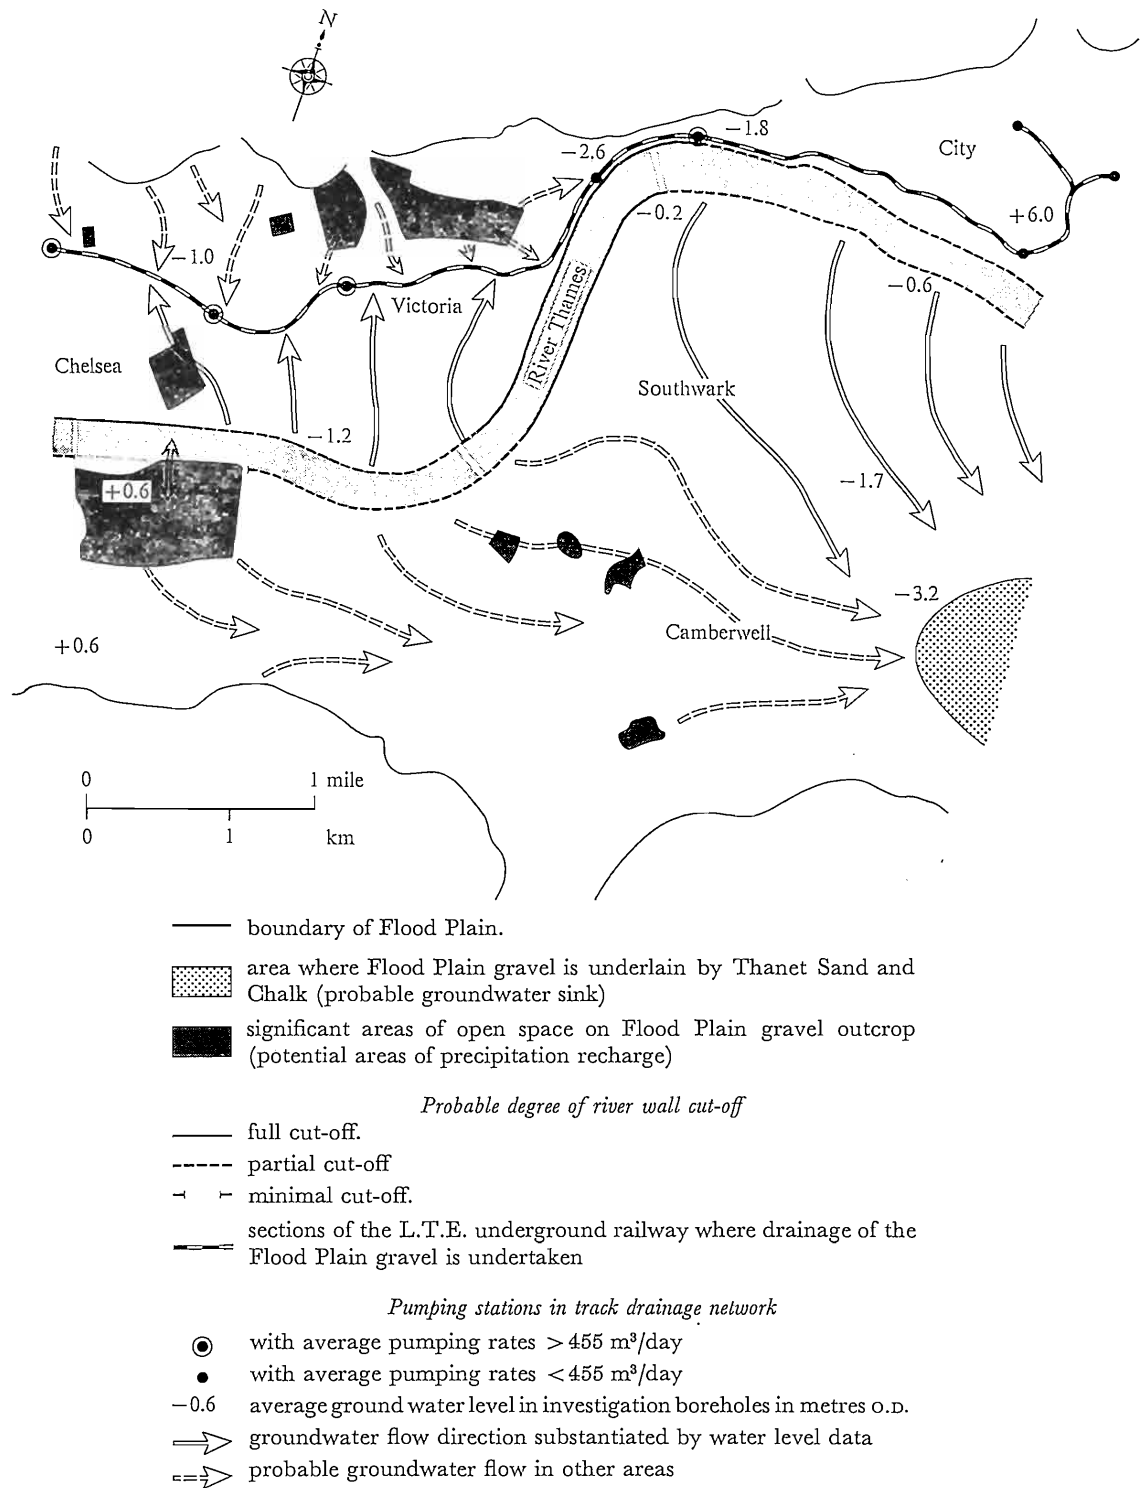 N
−1.8
−2.6
City
−0.2
+6.0
−1.0
−0.6
Victoria
River Thames
Chelsea
Southwark
−1.2
−1.7
+0.6
−3.2
Camberwell
+0.6
0 1 mile
0 1 km
boundary of Flood Plain.
area where Flood Plain gravel is underlain by Thanet Sand and
Chalk (probable groundwater sink)
significant areas of open space on Flood Plain gravel outcrop
(potential areas of precipitation recharge)
Probable degree of river wall cut-off
full cut-off.
partial cut-off
minimal cut-off.
sections of the L.T.E. underground railway where drainage of the
Flood Plain gravel is undertaken
Pumping stations in track drainage network
with average pumping rates > 455 m³/day
with average pumping rates < 455 m³/day
−0.6 average ground water level in investigation boreholes in metres O.D.
groundwater flow direction substantiated by water level data
probable groundwater flow in other areas